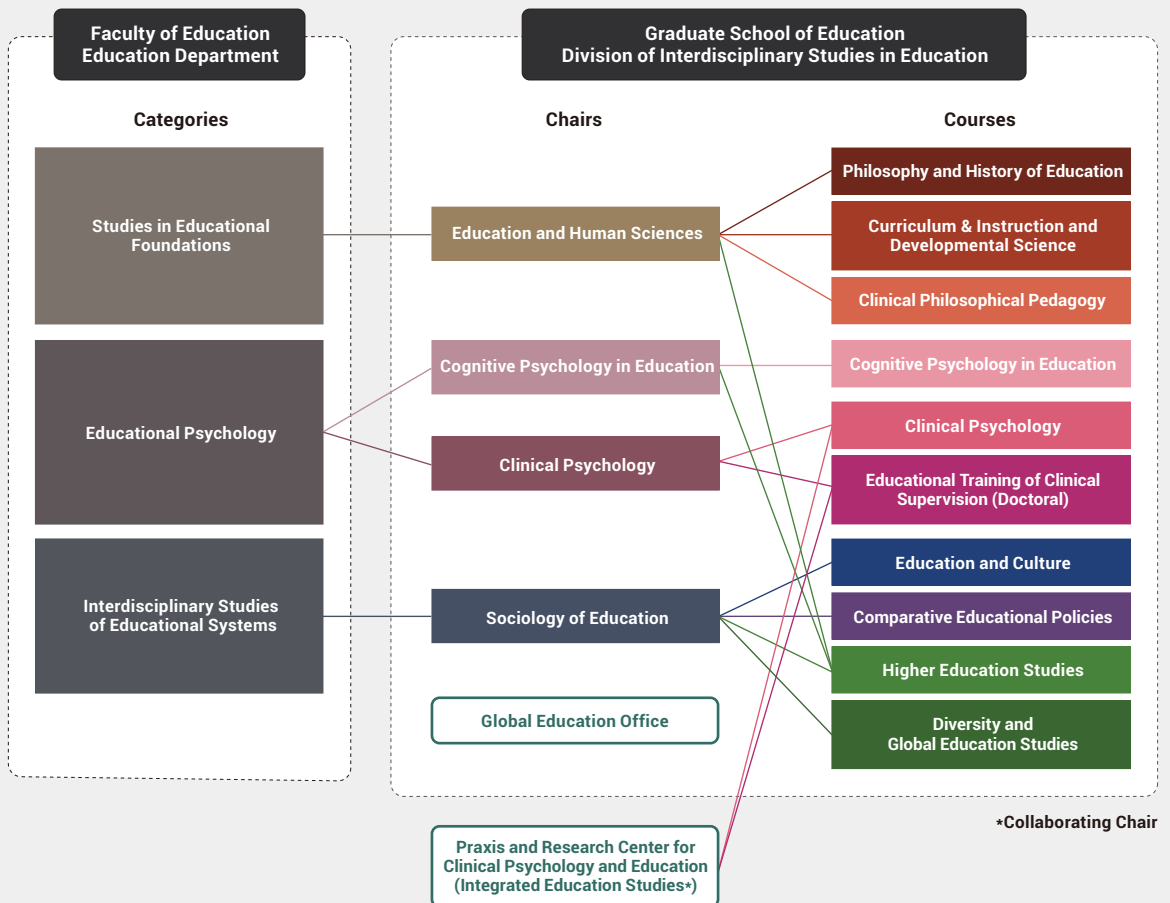 Faculty of Education
Education Department
Graduate School of Education
Division of Interdisciplinary Studies in Education
Categories
Chairs
Courses
Studies in Educational
Foundations
Educational Psychology
Interdisciplinary Studies
of Educational Systems
Education and Human Sciences
Cognitive Psychology in Education
Clinical Psychology
Sociology of Education
Global Education Office
Praxis and Research Center for
Clinical Psychology and Education
(Integrated Education Studies*)
Philosophy and History of Education
Curriculum & Instruction and
Developmental Science
Clinical Philosophical Pedagogy
Cognitive Psychology in Education
Clinical Psychology
Educational Training of Clinical
Supervision (Doctoral)
Education and Culture
Comparative Educational Policies
Higher Education Studies
Diversity and
Global Education Studies
*Collaborating Chair